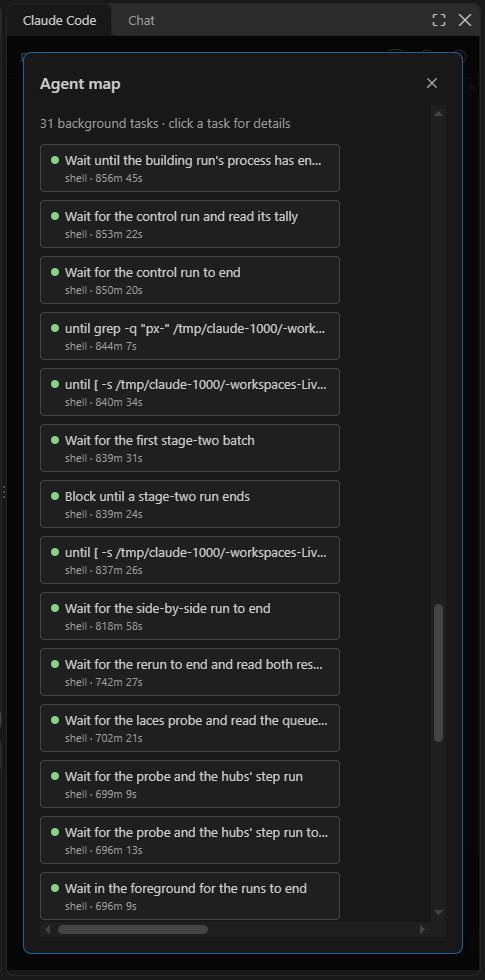 Claude Code
Chat
Agent map
31 background tasks · click a task for details
Wait until the building run's process has en...
shell · 856m 45s
Wait for the control run and read its tally
shell · 853m 22s
Wait for the control run to end
shell · 850m 20s
until grep -q "px-" /tmp/claude-1000/-work...
shell · 844m 7s
until [ -s /tmp/claude-1000/-workspaces-Liv...
shell · 840m 34s
Wait for the first stage-two batch
shell · 839m 31s
Block until a stage-two run ends
shell · 839m 24s
until [ -s /tmp/claude-1000/-workspaces-Liv...
shell · 837m 26s
Wait for the side-by-side run to end
shell · 818m 58s
Wait for the rerun to end and read both res...
shell · 742m 27s
Wait for the laces probe and read the queue...
shell · 702m 21s
Wait for the probe and the hubs' step run
shell · 699m 9s
Wait for the probe and the hubs' step run to...
shell · 696m 13s
Wait in the foreground for the runs to end
shell · 696m 9s